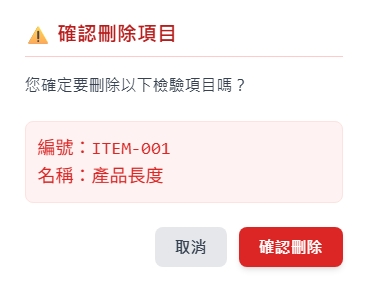 確認刪除項目
您確定要刪除以下檢驗項目嗎？
編號：ITEM-001
名稱：產品長度
取消
確認刪除